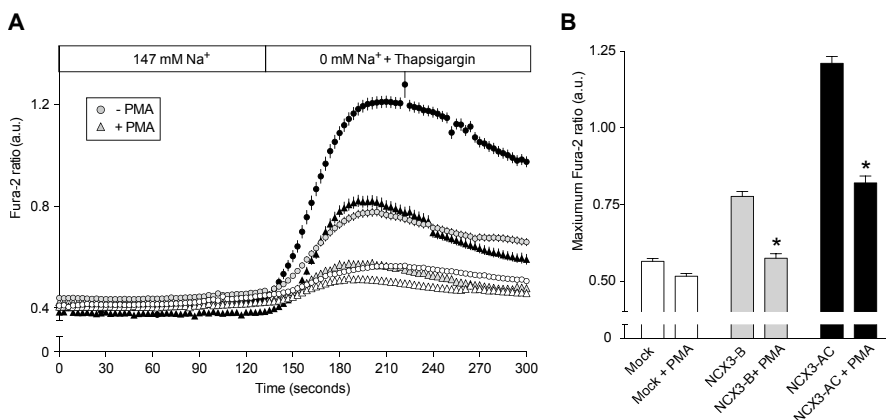 A
147 mM Na⁺
0 mM Na⁺ + Thapsigargin
- PMA
+ PMA
Fura-2 ratio (a.u.)
1.2
0.8
0.4
0
0 30 60 90 120 150 180 210 240 270 300
Time (seconds)
B
Maxiumum Fura-2 ratio (a.u.)
1.25
1.00
0.75
0.50
0
*
*
Mock
Mock + PMA
NCX3-B
NCX3-B+ PMA
NCX3-AC
NCX3-AC + PMA